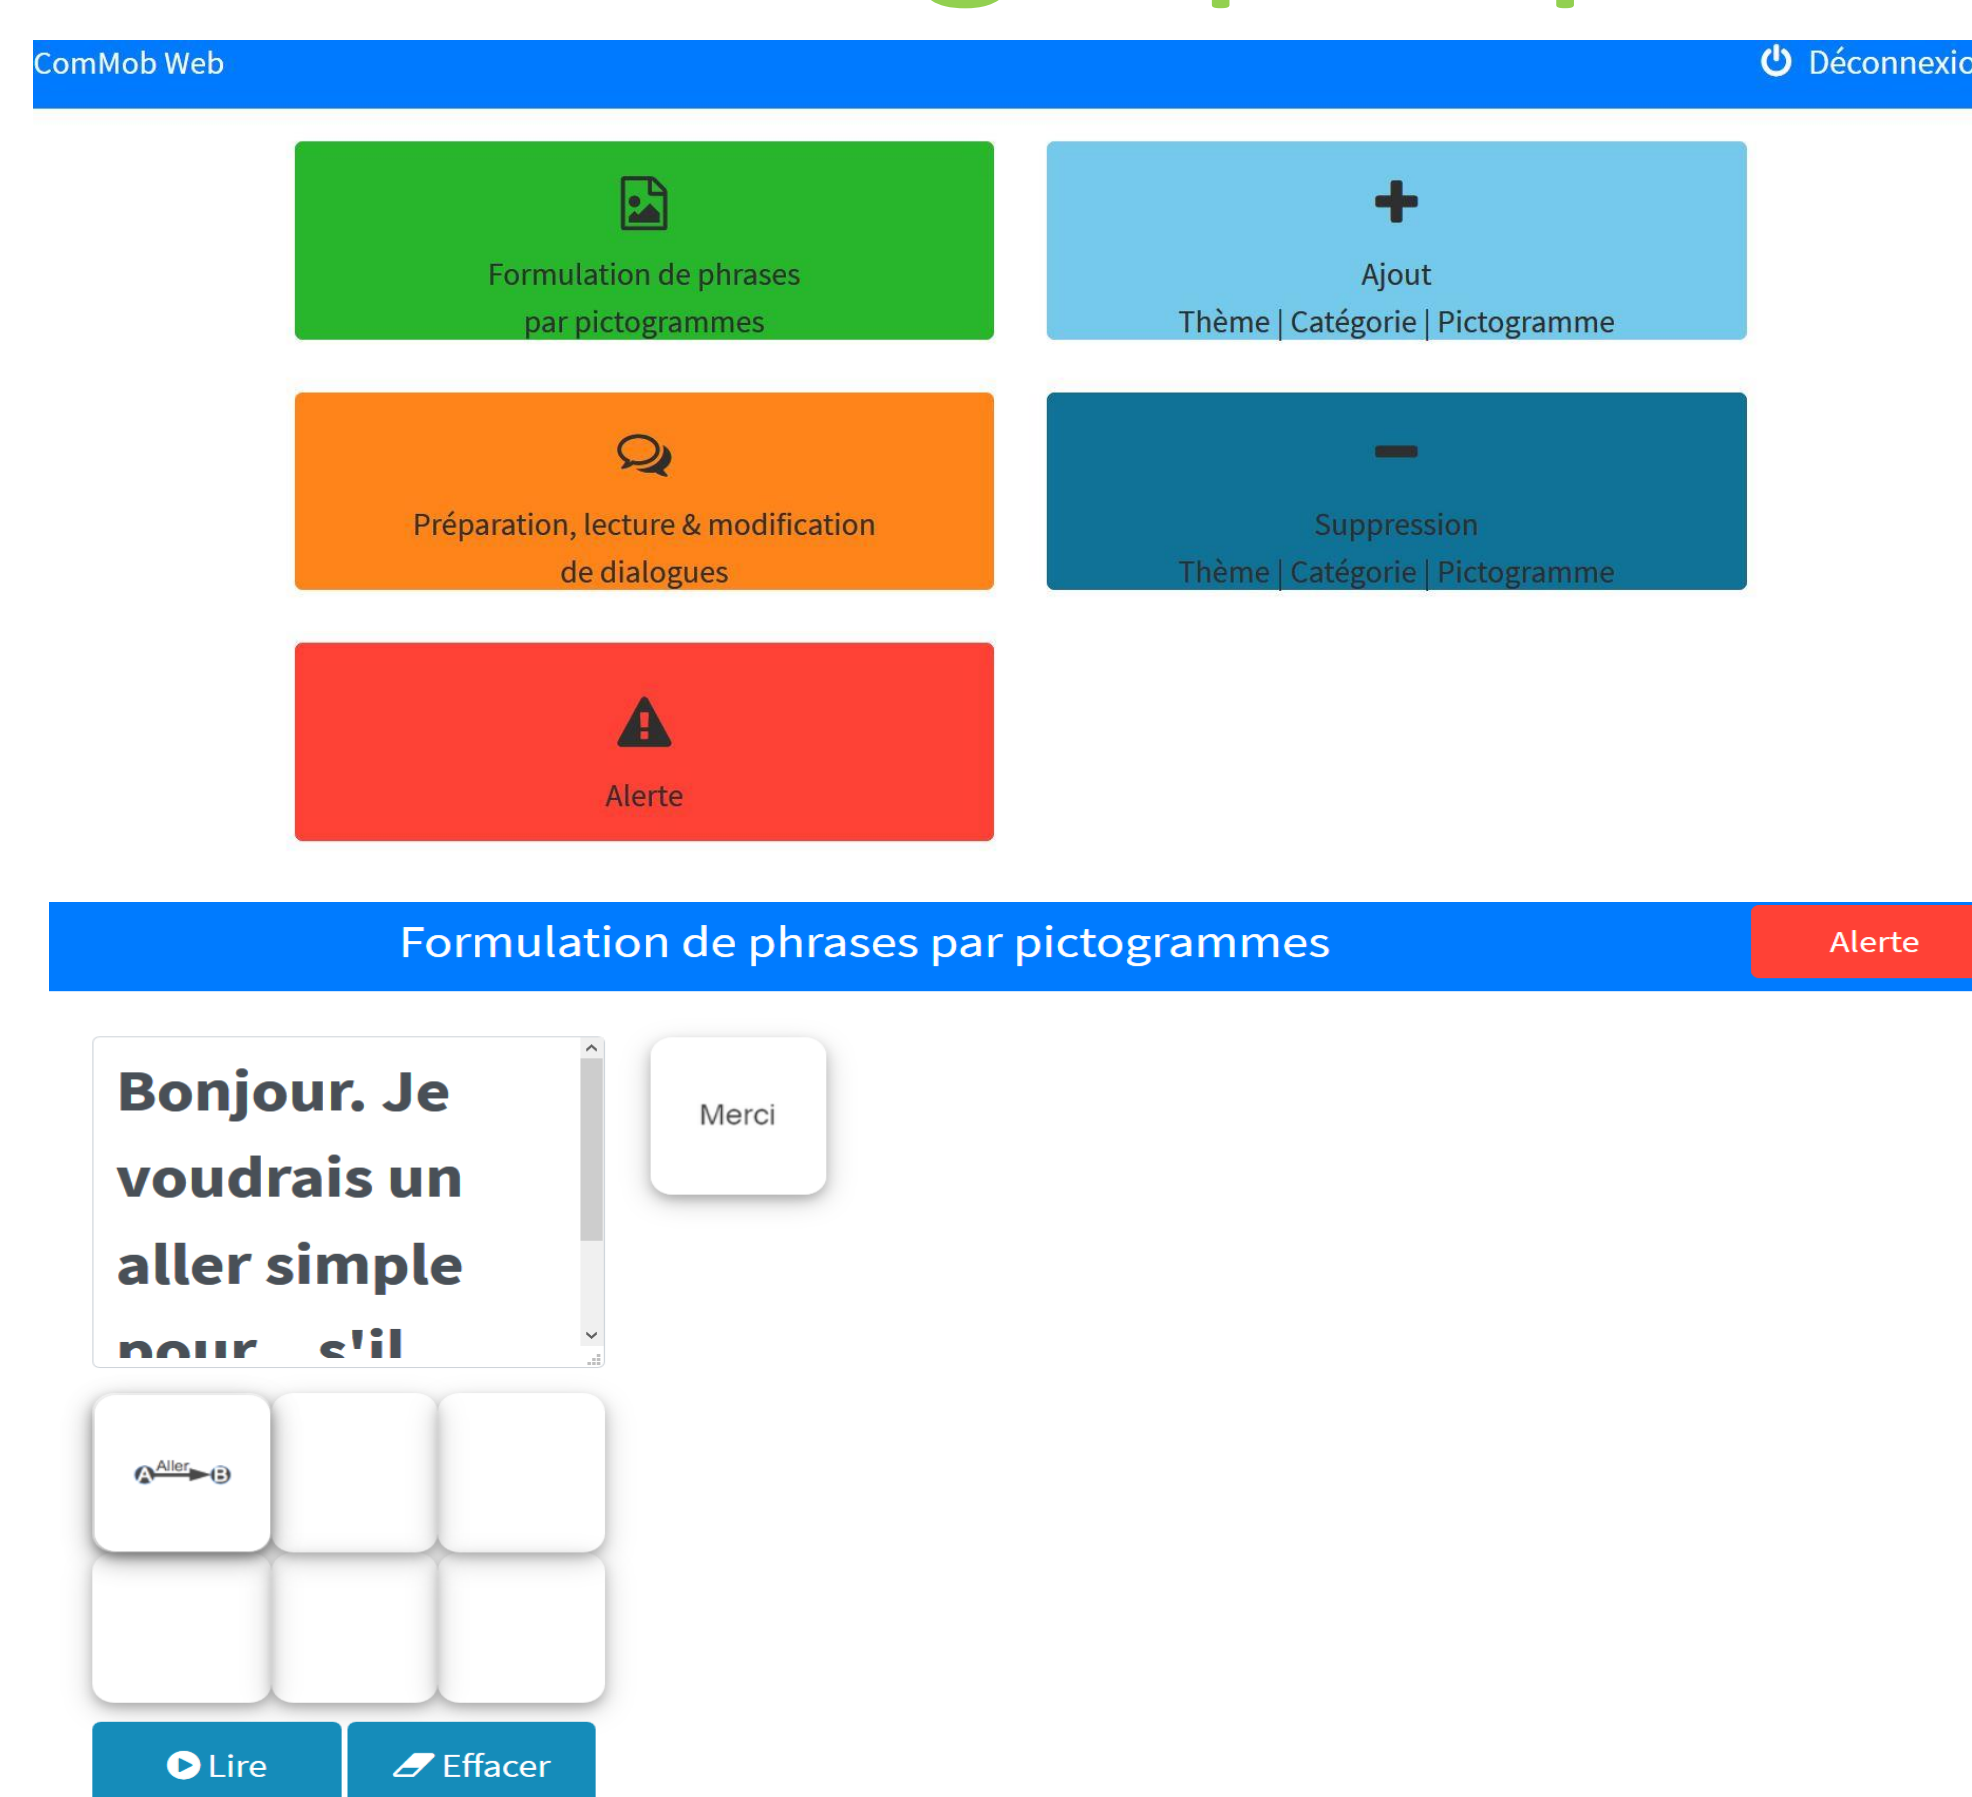 ComMob Web
Déconnexio
Formulation de phrases
par pictogrammes
Ajout
Thème | Catégorie | Pictogramme
Préparation, lecture & modification
de dialogues
Suppression
Thème | Catégorie | Pictogramme
Alerte
Formulation de phrases par pictogrammes
Alerte
Bonjour. Je
voudrais un
aller simple
pour... s'il
Merci
A Aller B
Lire
Effacer